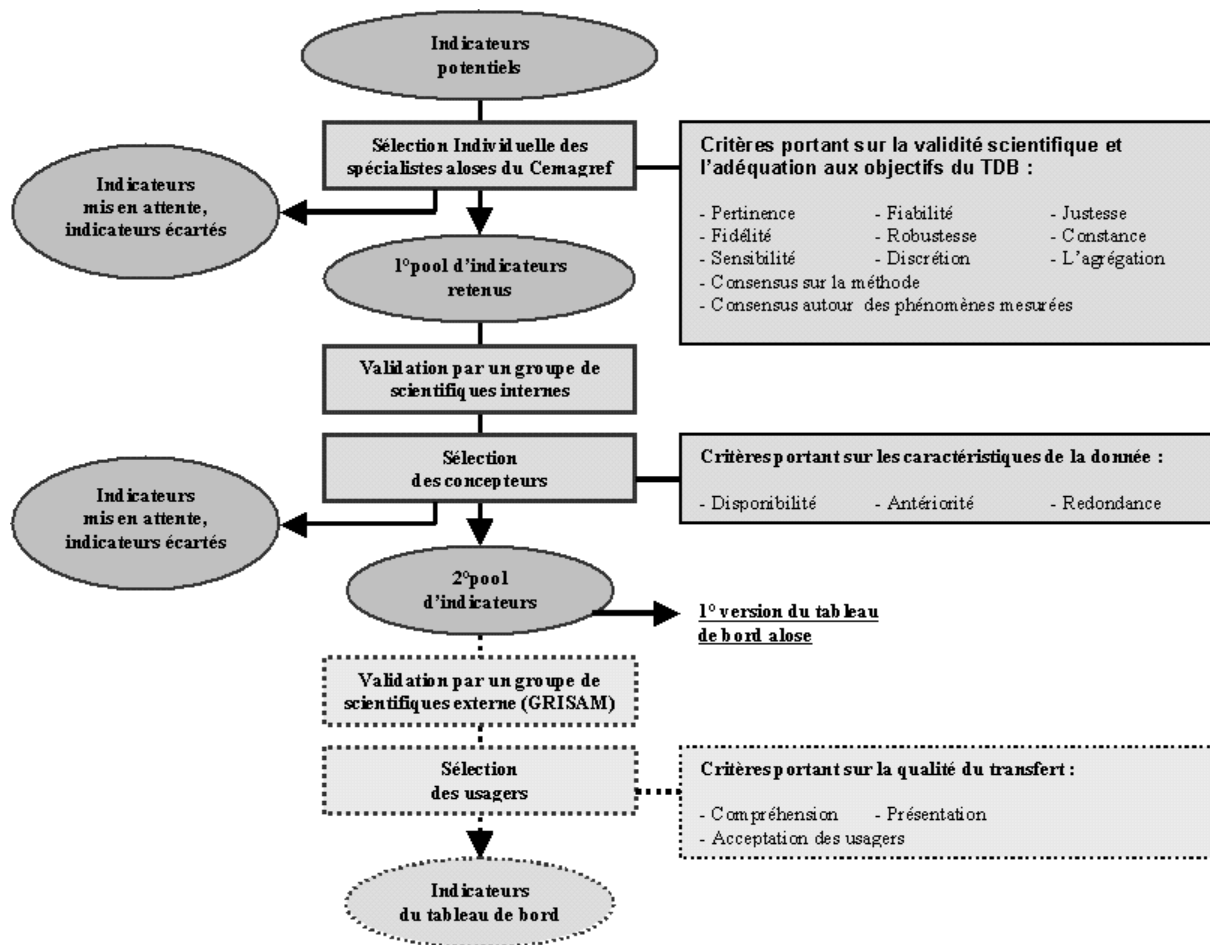 Indicateurs
potentiels
Sélection Individuelle des
spécialistes aloses du Cemagref
Critères portant sur la validité scientifique et
l'adéquation aux objectifs du TDB :
- Pertinence - Fiabilité - Justesse
- Fidélité - Robustesse - Constance
- Sensibilité - Discrétion - L'agrégation
- Consensus sur la méthode
- Consensus autour des phénomènes mesurées
Indicateurs
mis en attente,
indicateurs écartés
1°pool d'indicateurs
retenus
Validation par un groupe de
scientifiques internes
Sélection
des concepteurs
Critères portant sur les caractéristiques de la donnée :
- Disponibilité - Antériorité - Redondance
Indicateurs
mis en attente,
indicateurs écartés
2°pool
d'indicateurs
1° version du tableau
de bord alose
Validation par un groupe de
scientifiques externe (GRISAM)
Sélection
des usagers
Critères portant sur la qualité du transfert :
- Compréhension - Présentation
- Acceptation des usagers
Indicateurs
du tableau de bord